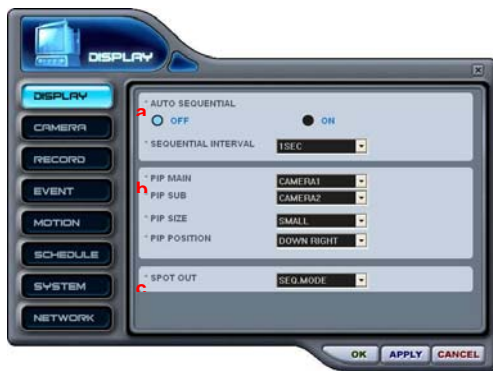 DISPLAY
DISPLAY
CAMERA
RECORD
EVENT
MOTION
SCHEDULE
SYSTEM
NETWORK
a
* AUTO SEQUENTIAL
OFF ON
* SEQUENTIAL INTERVAL 1SEC
b
* PIP MAIN CAMERA1
* PIP SUB CAMERA2
* PIP SIZE SMALL
* PIP POSITION DOWN RIGHT
c
* SPOT OUT SEQ.MODE
OK APPLY CANCEL